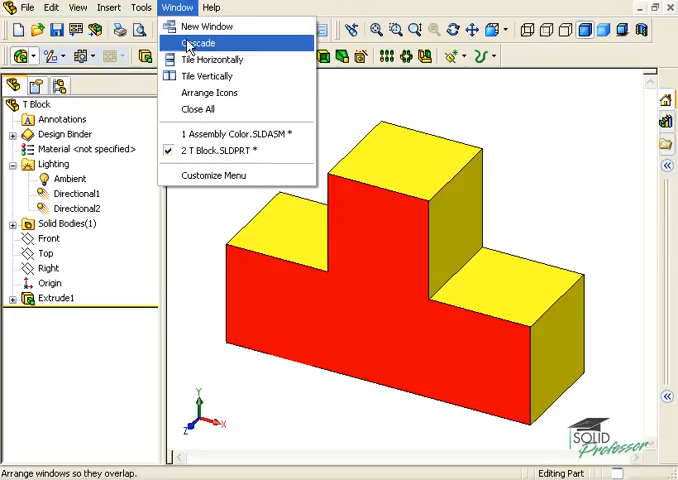 File Edit View Insert Tools Window Help
New Window
Cascade
Tile Horizontally
Tile Vertically
Arrange Icons
Close All
1 Assembly Color.SLDASM *
2 T Block.SLDPRT *
Customize Menu
T Block
Annotations
Design Binder
Material <not specified>
Lighting
Ambient
Directional1
Directional2
Solid Bodies(1)
Front
Top
Right
Origin
Extrude1
Y
X
Z
SOLID
Professor
Arrange windows so they overlap.
Editing Part